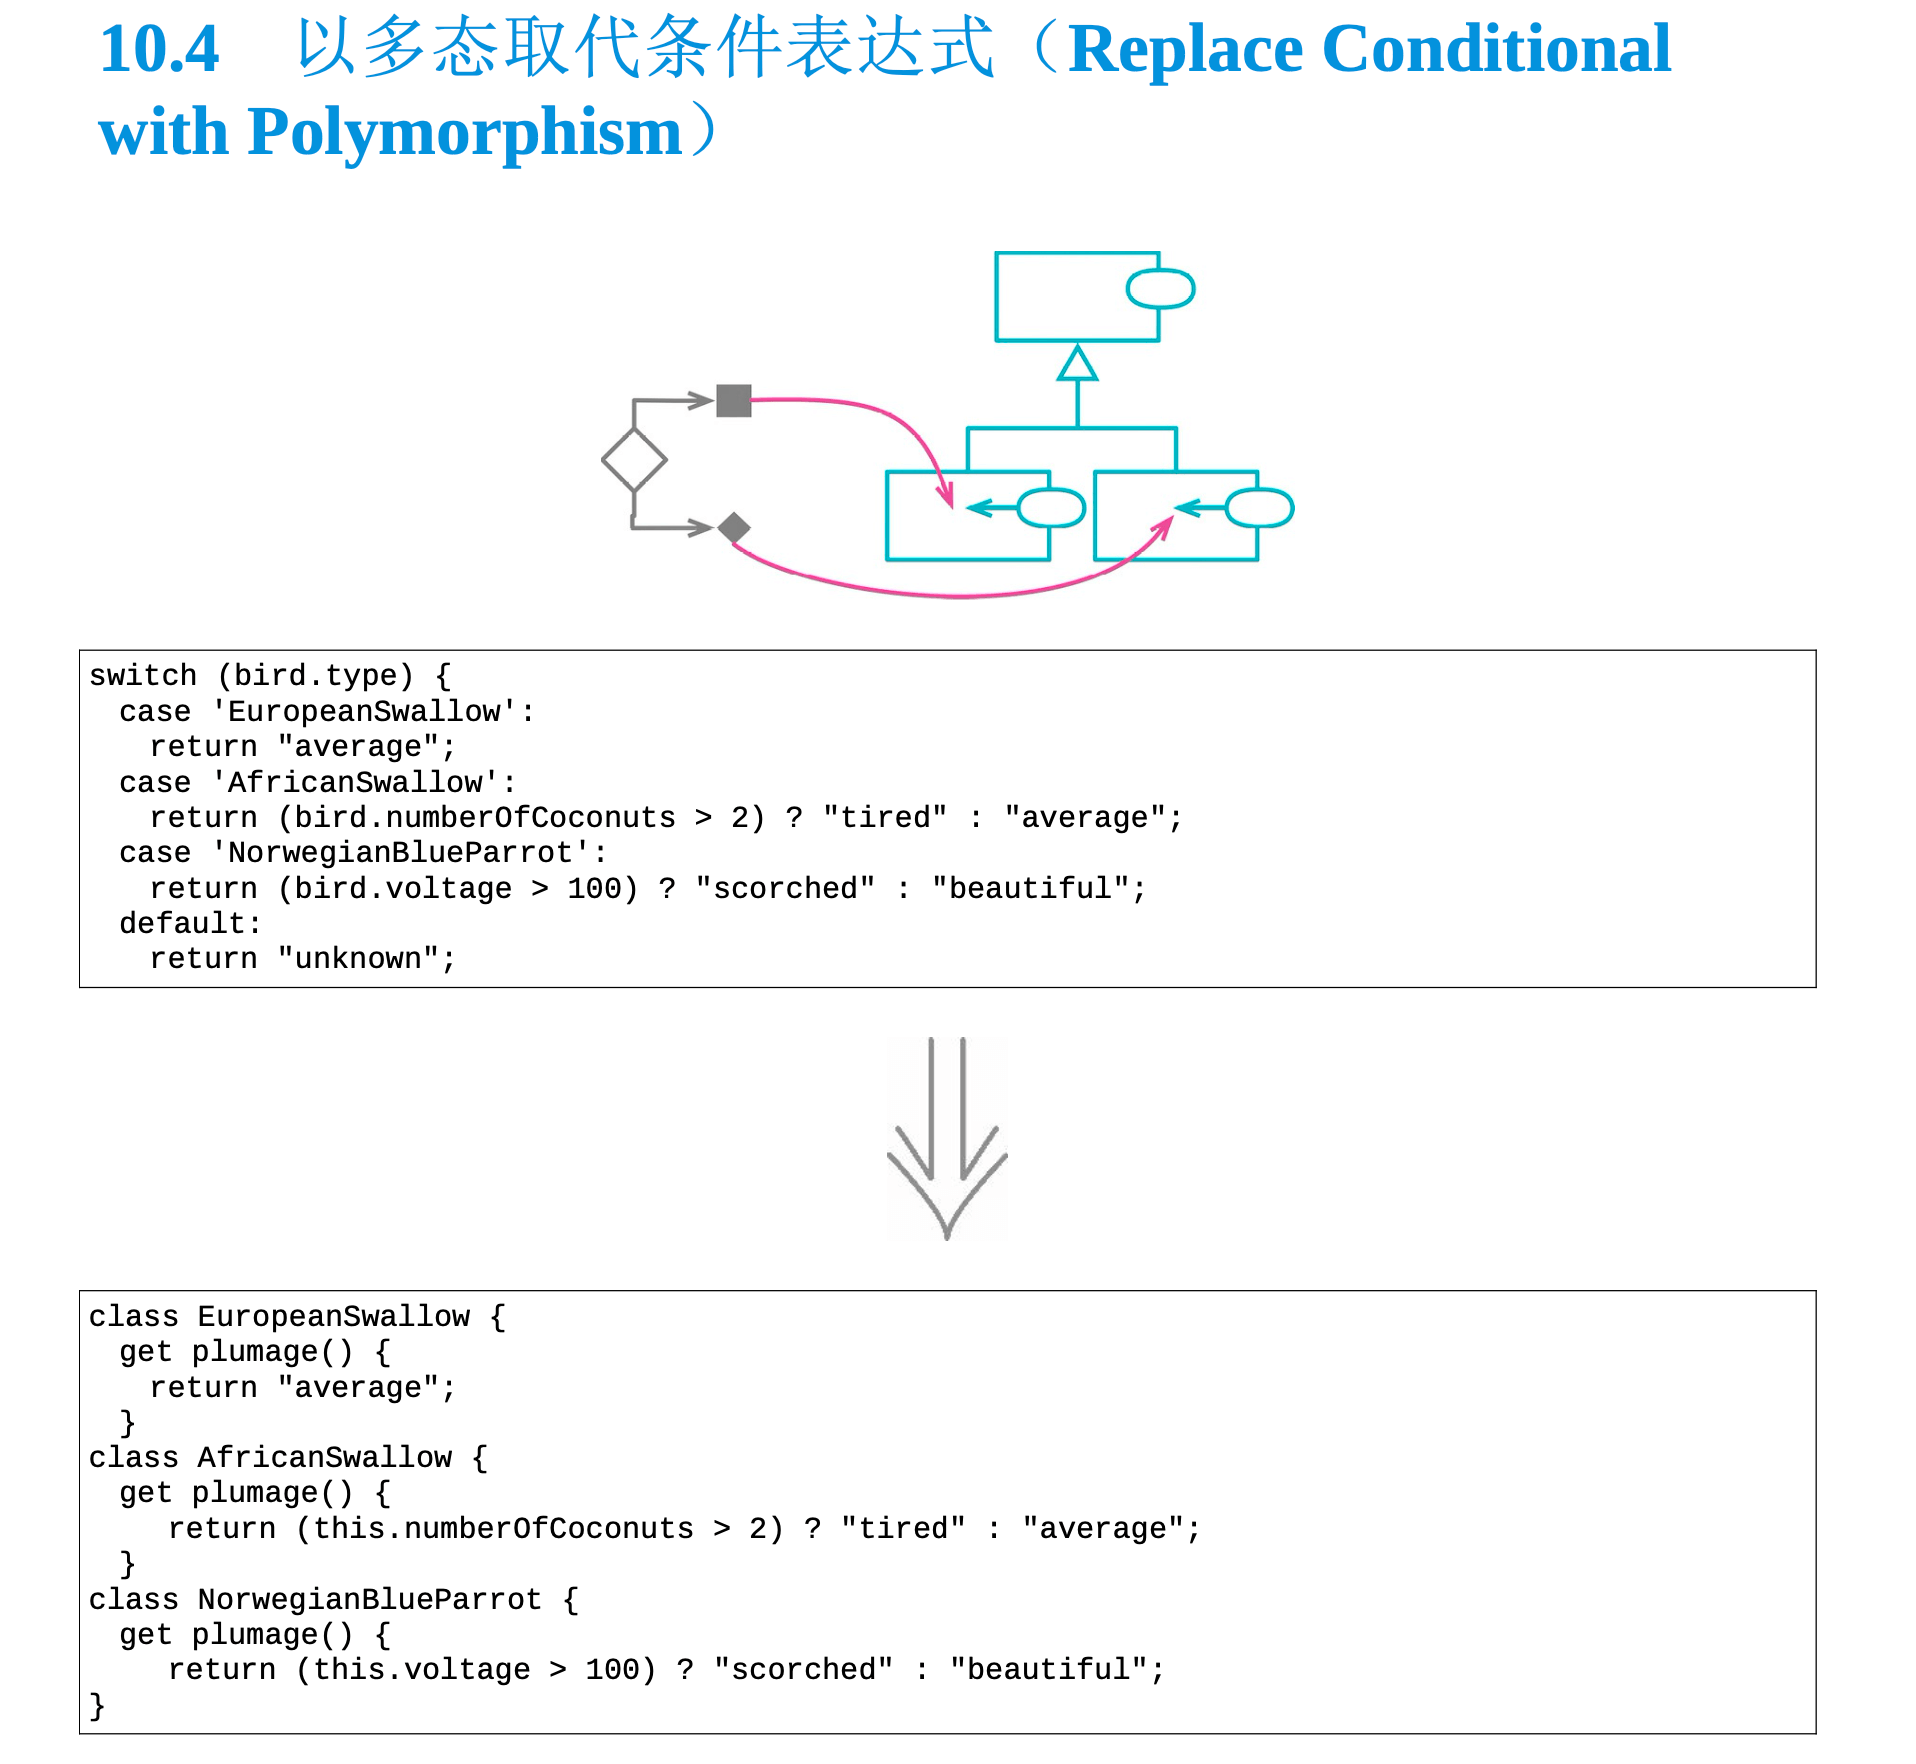 10.4 以多态取代条件表达式（Replace Conditional
with Polymorphism）
switch (bird.type) {
case 'EuropeanSwallow':
return "average";
case 'AfricanSwallow':
return (bird.numberOfCoconuts > 2) ? "tired" : "average";
case 'NorwegianBlueParrot':
return (bird.voltage > 100) ? "scorched" : "beautiful";
default:
return "unknown";
class EuropeanSwallow {
get plumage() {
return "average";
}
class AfricanSwallow {
get plumage() {
return (this.numberOfCoconuts > 2) ? "tired" : "average";
}
class NorwegianBlueParrot {
get plumage() {
return (this.voltage > 100) ? "scorched" : "beautiful";
}